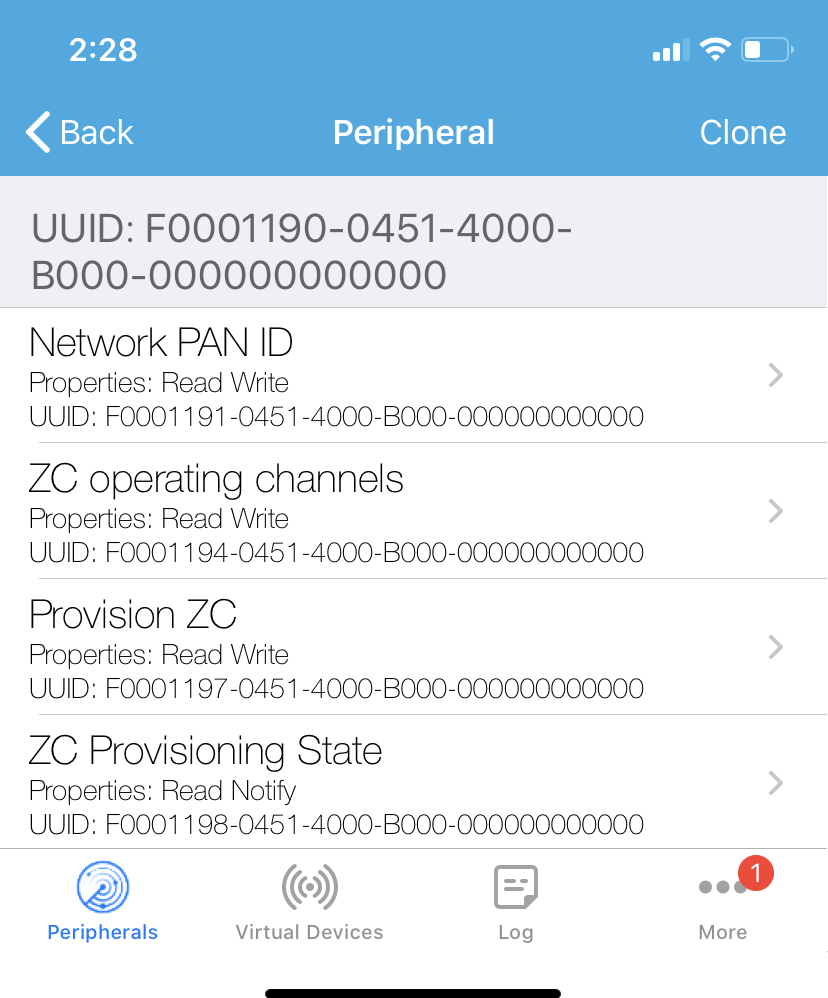 2:28
Back Peripheral Clone
UUID: F0001190-0451-4000-
B000-000000000000
Network PAN ID
Properties: Read Write
UUID: F0001191-0451-4000-B000-000000000000
ZC operating channels
Properties: Read Write
UUID: F0001194-0451-4000-B000-000000000000
Provision ZC
Properties: Read Write
UUID: F0001197-0451-4000-B000-000000000000
ZC Provisioning State
Properties: Read Notify
UUID: F0001198-0451-4000-B000-000000000000
1
Peripherals Virtual Devices Log More